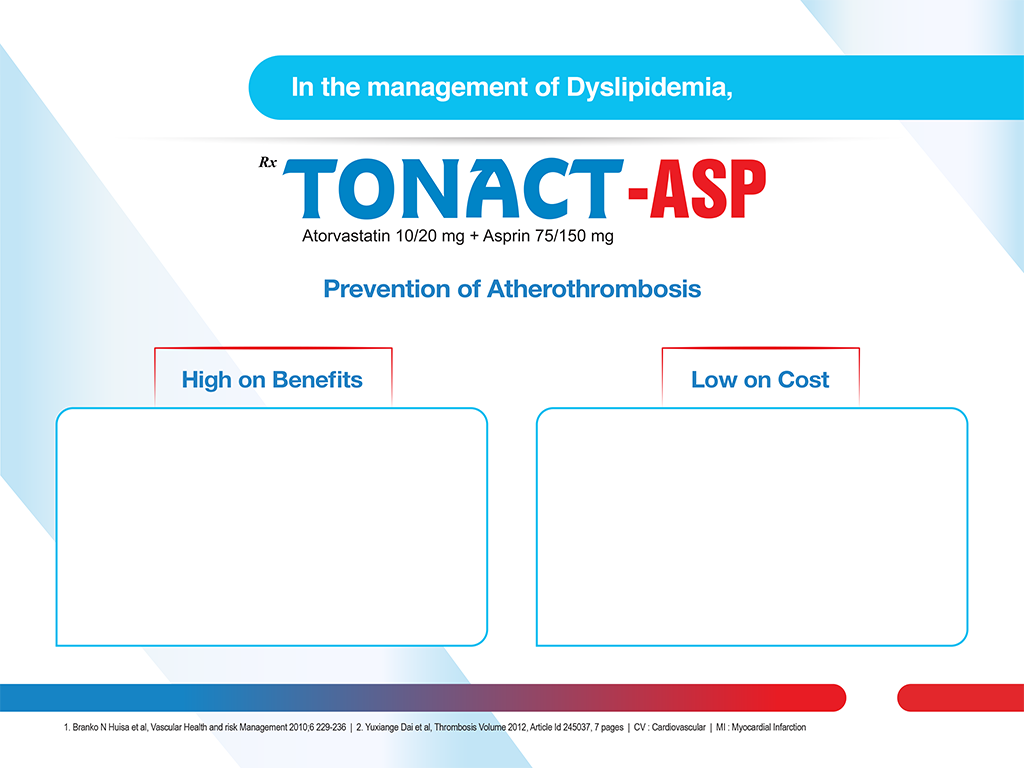 In the management of Dyslipidemia,
Rx TONACT-ASP
Atorvastatin 10/20 mg + Asprin 75/150 mg
Prevention of Atherothrombosis
High on Benefits
Low on Cost
1. Branko N Huisa et al, Vascular Health and risk Management 2010;6 229-236 | 2. Yuxiange Dai et al, Thrombosis Volume 2012, Article Id 245037, 7 pages | CV : Cardiovascular | MI : Myocardial Infarction